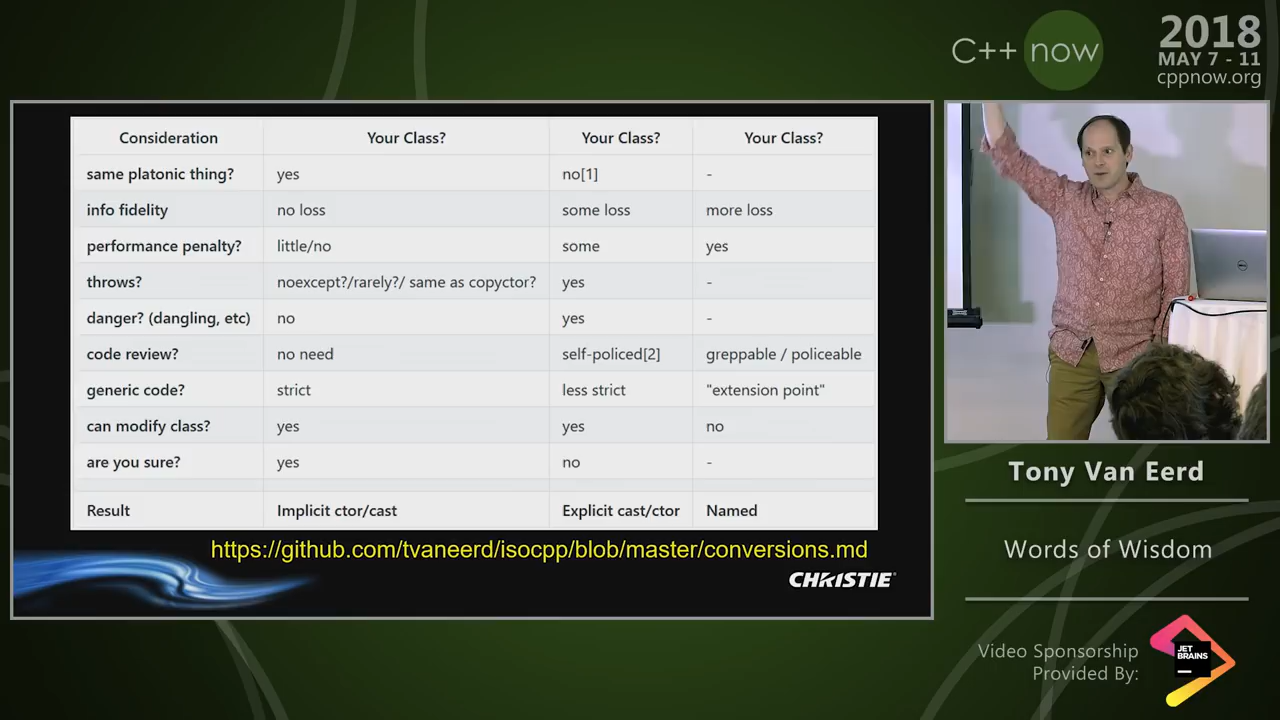 C++ now
2018
MAY 7 - 11
cppnow.org
Consideration Your Class? Your Class? Your Class?
same platonic thing? yes no[1] -
info fidelity no loss some loss more loss
performance penalty? little/no some yes
throws? noexcept?/rarely?/ same as copyctor? yes -
danger? (dangling, etc) no yes -
code review? no need self-policed[2] greppable / policeable
generic code? strict less strict "extension point"
can modify class? yes yes no
are you sure? yes no -
Result Implicit ctor/cast Explicit cast/ctor Named
https://github.com/tvaneerd/isocpp/blob/master/conversions.md
CHRISTIE
Tony Van Eerd
Words of Wisdom
Video Sponsorship
Provided By:
JET
BRAINS